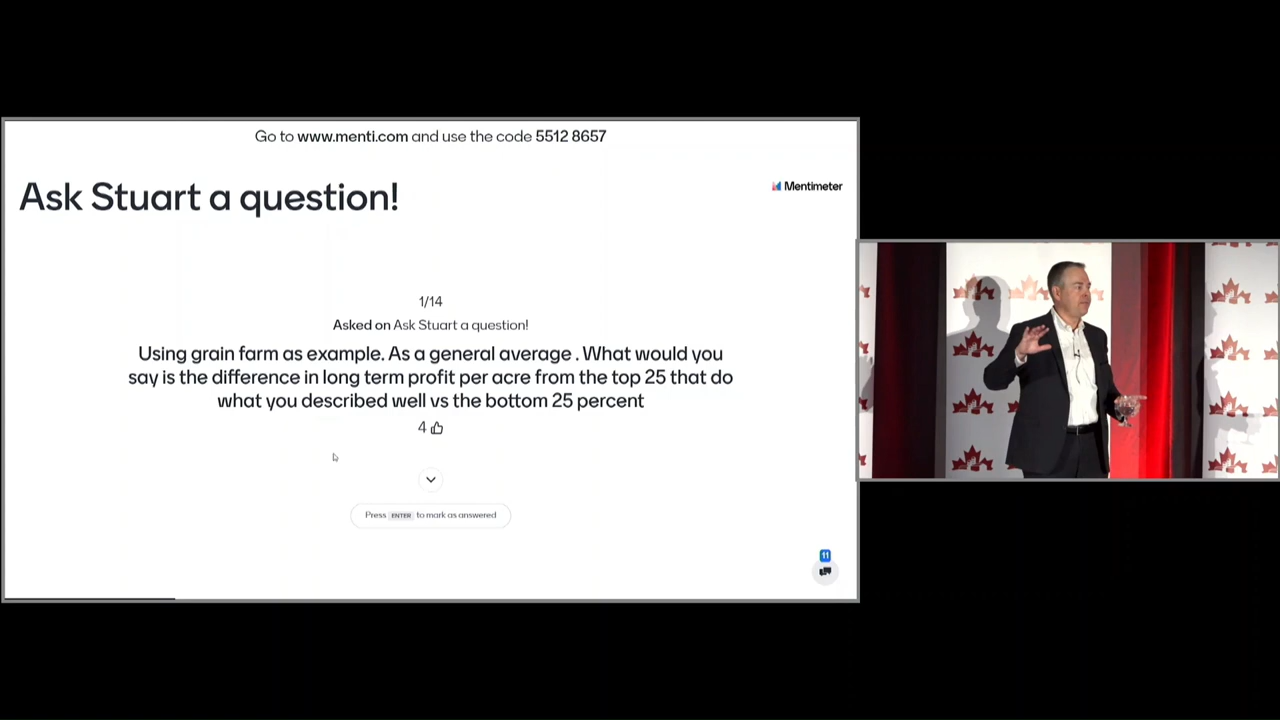 Go to www.menti.com and use the code 5512 8657
Ask Stuart a question!
Mentimeter
1/14
Asked on Ask Stuart a question!
Using grain farm as example. As a general average . What would you
say is the difference in long term profit per acre from the top 25 that do
what you described well vs the bottom 25 percent
4
Press ENTER to mark as answered
11